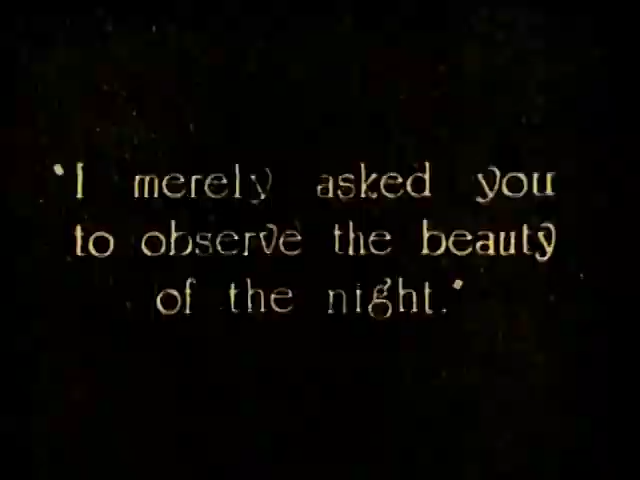 "I merely asked you
to observe the beauty
of the night."